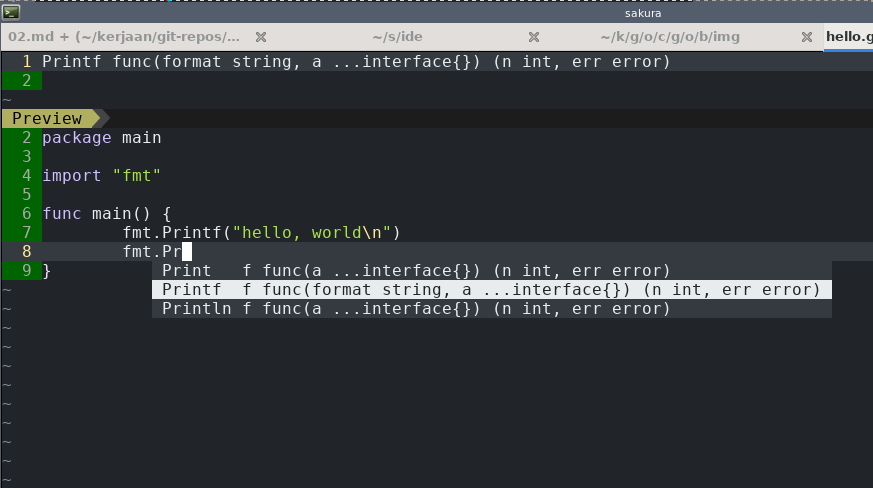 sakura
02.md + (~/kerjaan/git-repos/... ~/s/ide ~/k/g/o/c/g/o/b/img hello.g
1 Printf func(format string, a ...interface{}) (n int, err error)
2
~
Preview
2 package main
3
4 import "fmt"
5
6 func main() {
7         fmt.Printf("hello, world\n")
8         fmt.Pr
9 }          Print   f func(a ...interface{}) (n int, err error)
~            Printf  f func(format string, a ...interface{}) (n int, err error)
~            Println f func(a ...interface{}) (n int, err error)
~
~
~
~
~
~
~
~
~